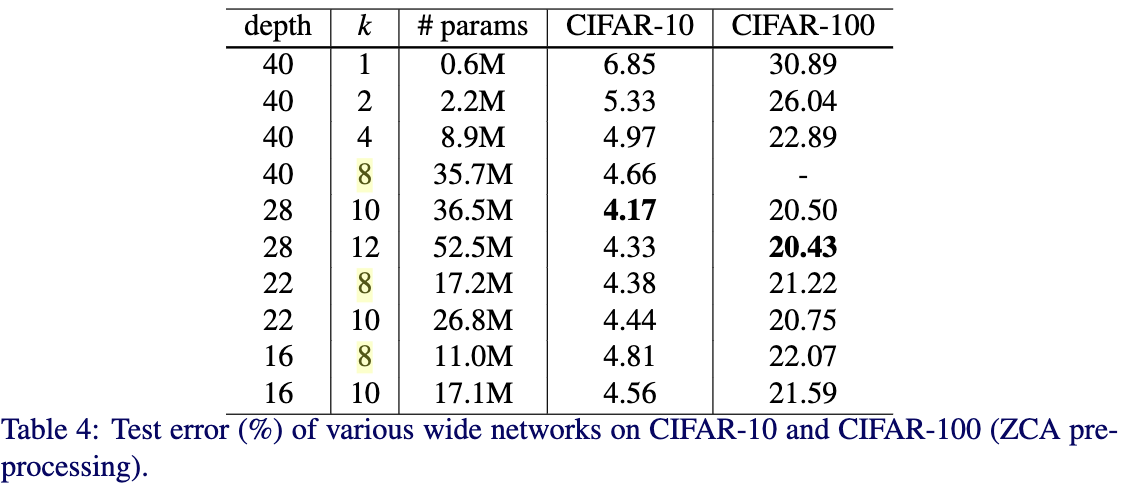 depth k # params CIFAR-10 CIFAR-100
40 1 0.6M 6.85 30.89
40 2 2.2M 5.33 26.04
40 4 8.9M 4.97 22.89
40 8 35.7M 4.66 -
28 10 36.5M 4.17 20.50
28 12 52.5M 4.33 20.43
22 8 17.2M 4.38 21.22
22 10 26.8M 4.44 20.75
16 8 11.0M 4.81 22.07
16 10 17.1M 4.56 21.59
Table 4: Test error (%) of various wide networks on CIFAR-10 and CIFAR-100 (ZCA pre-
processing).